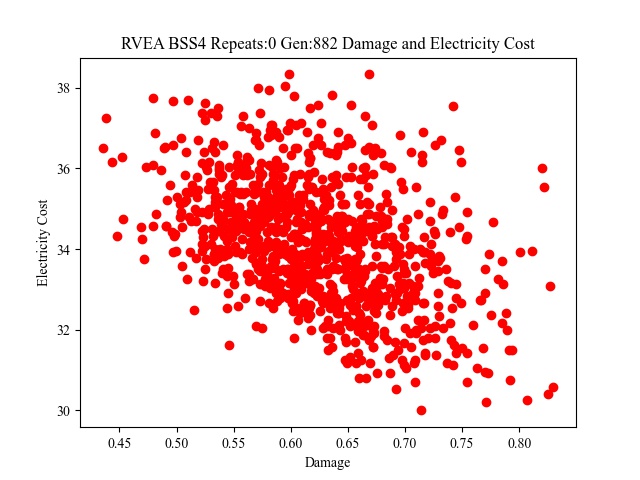 RVEA BSS4 Repeats:0 Gen:882 Damage and Electricity Cost
38
36
34
32
30
Electricity Cost
0.45 0.50 0.55 0.60 0.65 0.70 0.75 0.80
Damage